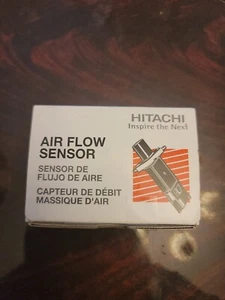 HITACHI
Inspire the Next
AIR FLOW
SENSOR
SENSOR DE
FLUJO DE AIRE
CAPTEUR DE DÉBIT
MASSIQUE D'AIR